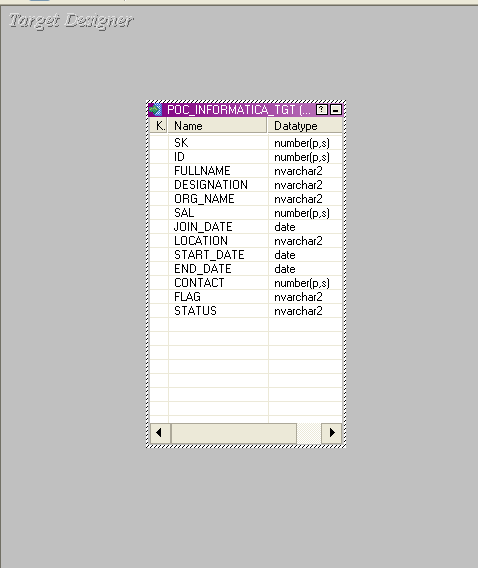 Target Designer
POC_INFORMATICA_TGT (...
K. Name Datatype
SK number(p,s)
ID number(p,s)
FULLNAME nvarchar2
DESIGNATION nvarchar2
ORG_NAME nvarchar2
SAL number(p,s)
JOIN_DATE date
LOCATION nvarchar2
START_DATE date
END_DATE date
CONTACT number(p,s)
FLAG nvarchar2
STATUS nvarchar2